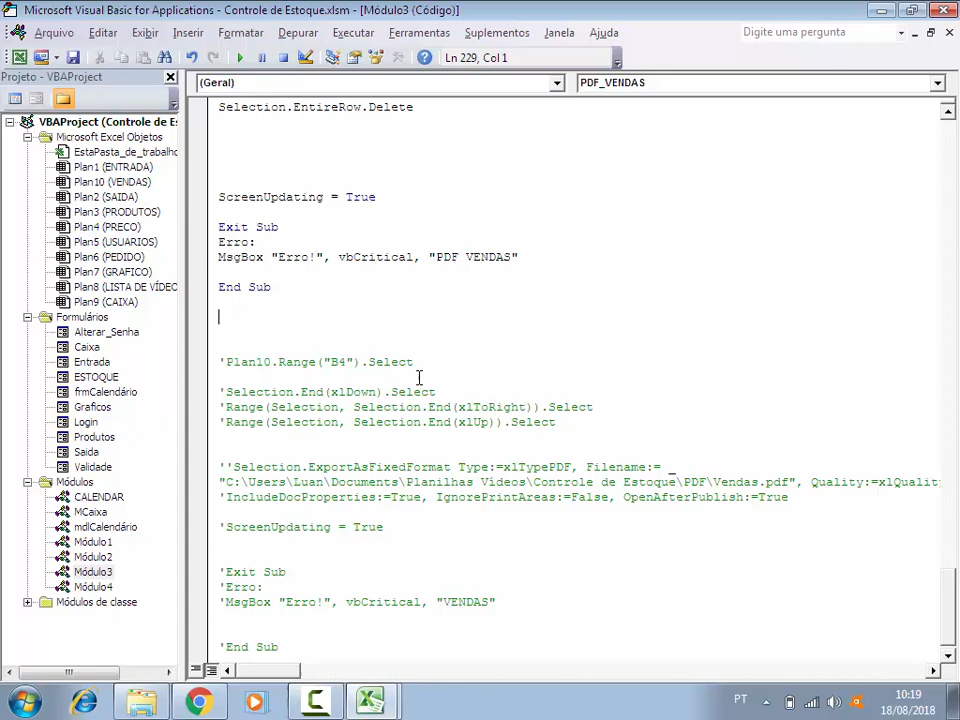 Microsoft Visual Basic for Applications - Controle de Estoque.xlsm - [Módulo3 (Código)]
Arquivo Editar Exibir Inserir Formatar Depurar Executar Ferramentas Suplementos Janela Ajuda
Digite uma pergunta
Ln 229, Col 1
Projeto - VBAProject
(Geral)
PDF_VENDAS
VBAProject (Controle de Es
Microsoft Excel Objetos
EstaPasta_de_trabalho
Plan1 (ENTRADA)
Plan10 (VENDAS)
Plan2 (SAIDA)
Plan3 (PRODUTOS)
Plan4 (PRECO)
Plan5 (USUARIOS)
Plan6 (PEDIDO)
Plan7 (GRAFICO)
Plan8 (LISTA DE VÍDEO
Plan9 (CAIXA)
Formulários
Alterar_Senha
Caixa
Entrada
ESTOQUE
frmCalendário
Graficos
Login
Produtos
Saida
Validade
Módulos
CALENDAR
MCaixa
mdlCalendário
Módulo1
Módulo2
Módulo3
Módulo4
Módulos de classe
Selection.EntireRow.Delete
ScreenUpdating = True
Exit Sub
Erro:
MsgBox "Erro!", vbCritical, "PDF VENDAS"
End Sub
'Plan10.Range("B4").Select
'Selection.End(xlDown).Select
'Range(Selection, Selection.End(xlToRight)).Select
'Range(Selection, Selection.End(xlUp)).Select
''Selection.ExportAsFixedFormat Type:=xlTypePDF, Filename:= _
"C:\Users\Luan\Documents\Planilhas Vídeos\Controle de Estoque\PDF\Vendas.pdf", Quality:=xlQuality
'IncludeDocProperties:=True, IgnorePrintAreas:=False, OpenAfterPublish:=True
'ScreenUpdating = True
'Exit Sub
'Erro:
'MsgBox "Erro!", vbCritical, "VENDAS"
'End Sub
PT
10:19
18/08/2018